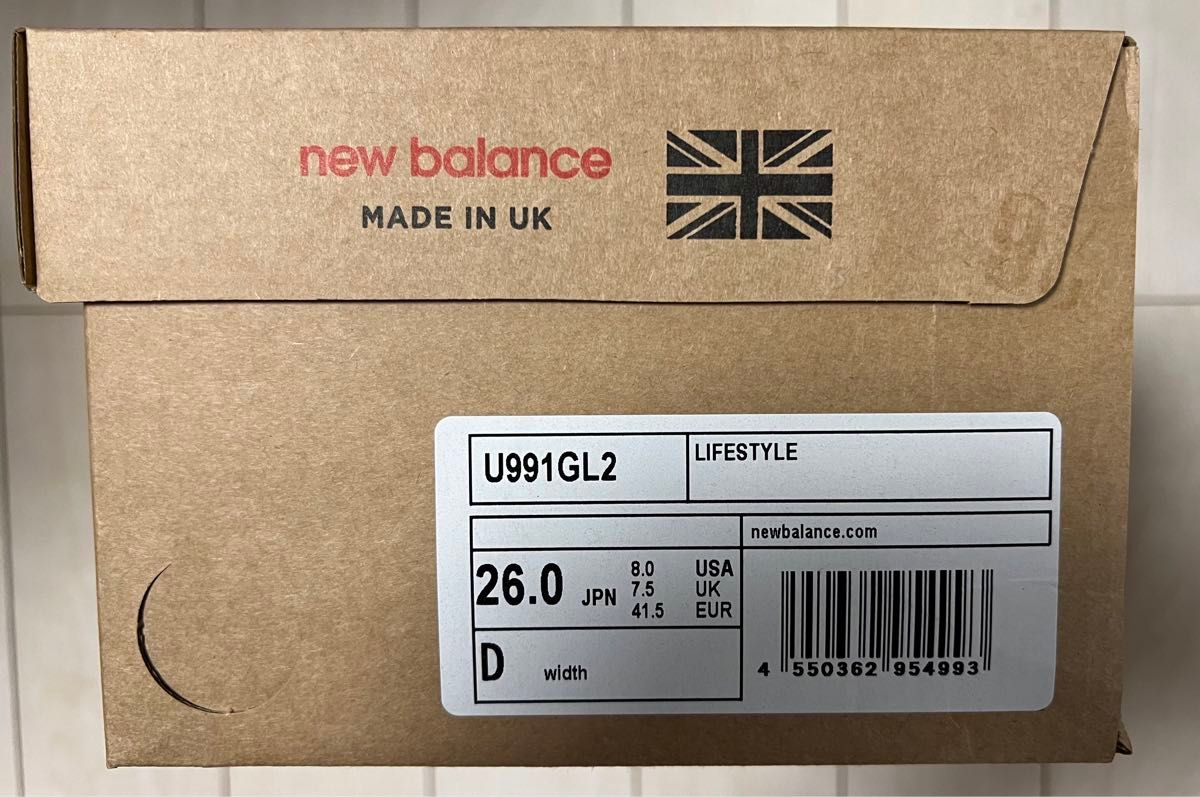 new balance
MADE IN UK
U991GL2
LIFESTYLE
newbalance.com
26.0 JPN
8.0 USA
7.5 UK
41.5 EUR
D width
4 550362 954993